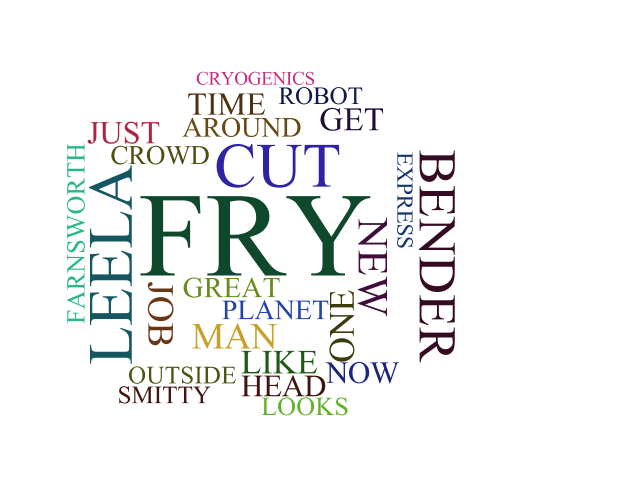 CRYOGENICS
TIME
ROBOT
JUST
AROUND
GET
CROWD
CUT
FARNSWORTH
LEELA
FRY
NEW
EXPRESS
BENDER
JOB
GREAT
PLANET
ONE
MAN
LIKE
OUTSIDE
HEAD
NOW
SMITTY
LOOKS